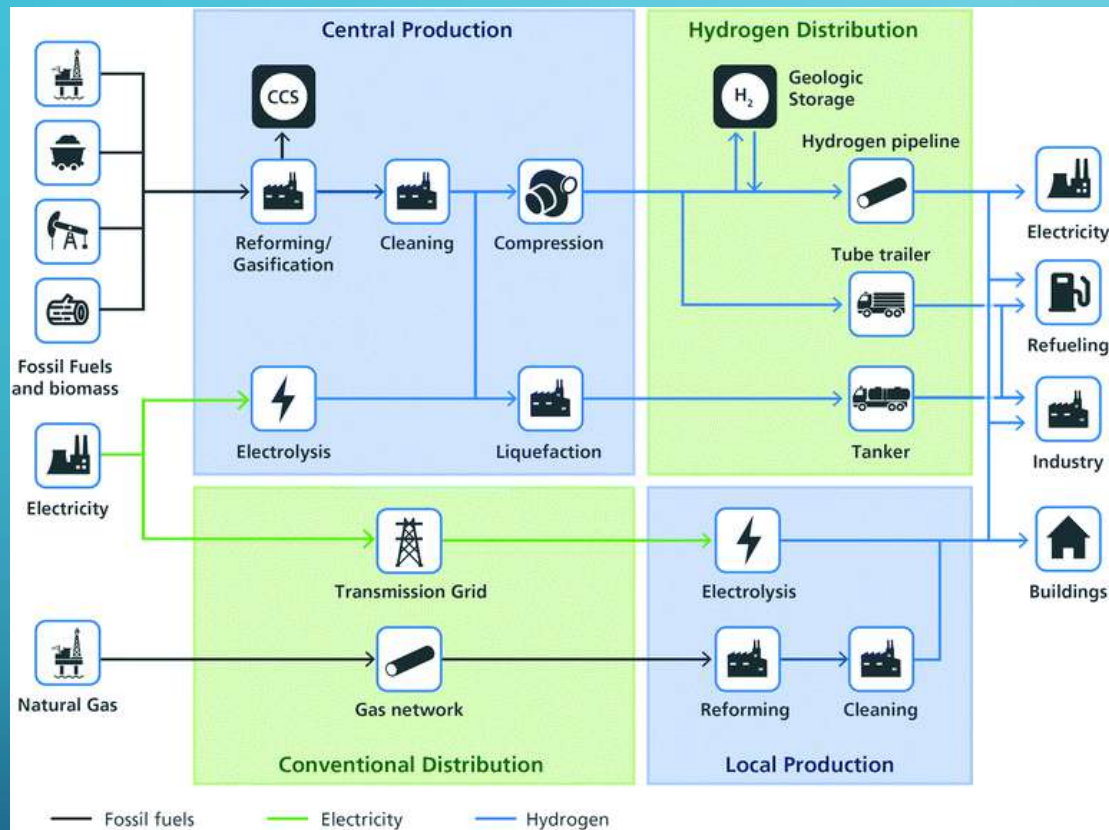 Central Production
Hydrogen Distribution
CCS
H2
Geologic
Storage
Hydrogen pipeline
Reforming/
Gasification
Cleaning
Compression
Electricity
Tube trailer
Refueling
Fossil Fuels
and biomass
Electrolysis
Liquefaction
Tanker
Industry
Electricity
Transmission Grid
Electrolysis
Buildings
Natural Gas
Gas network
Reforming
Cleaning
Conventional Distribution
Local Production
Fossil fuels
Electricity
Hydrogen